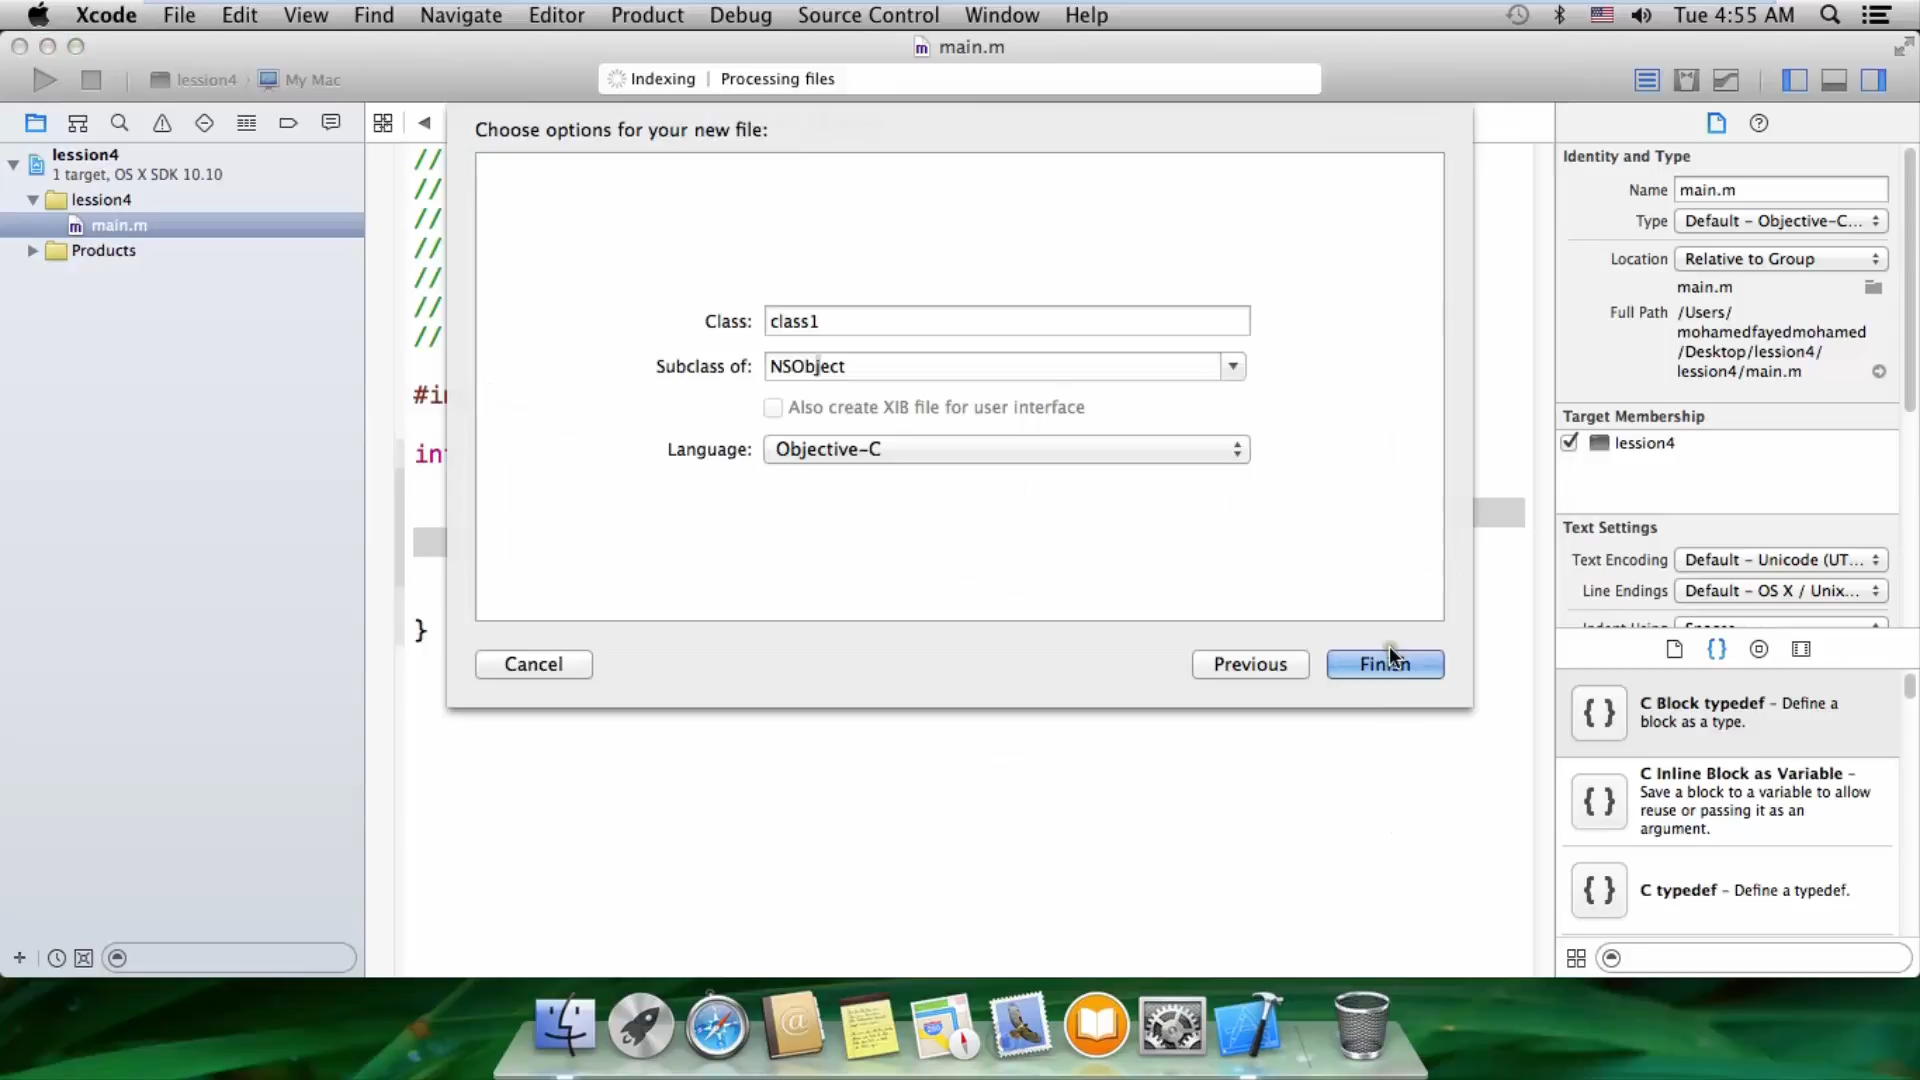 Xcode File Edit View Find Navigate Editor Product Debug Source Control Window Help Tue 4:55 AM
main.m
lession4 My Mac
Indexing | Processing files
lession4
1 target, OS X SDK 10.10
lession4
main.m
Products
//
//
//
//
//
//
//
}
Choose options for your new file:
Class: class1
Subclass of: NSObject
Also create XIB file for user interface
Language: Objective-C
Cancel
Previous
Finish
Identity and Type
Name main.m
Type Default - Objective-C...
Location Relative to Group
main.m
Full Path /Users/
mohamedfayedmohamed
/Desktop/lession4/
lession4/main.m
Target Membership
lession4
Text Settings
Text Encoding Default - Unicode (UT...
Line Endings Default - OS X / Unix...
{ } C Block typedef - Define a
block as a type.
{ } C Inline Block as Variable -
Save a block to a variable to allow
reuse or passing it as an
argument.
{ } C typedef - Define a typedef.